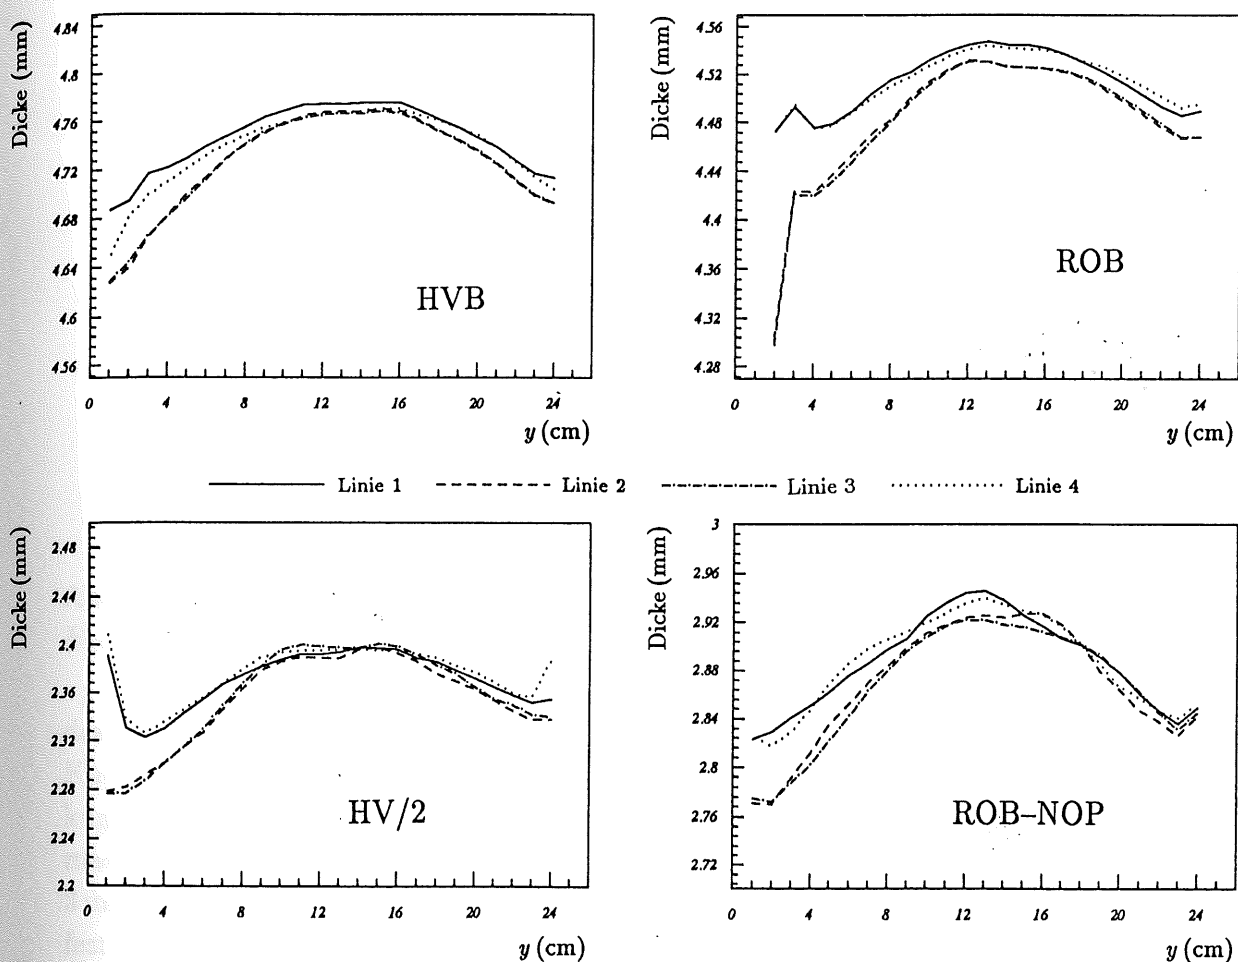 Dicke (mm)
4.84
4.8
4.76
4.72
4.68
4.64
4.6
4.56
HVB
0 4 8 12 16 20 24
y (cm)
Dicke (mm)
4.56
4.52
4.48
4.44
4.4
4.36
4.32
4.28
ROB
0 4 8 12 16 20 24
y (cm)
Linie 1 Linie 2 Linie 3 Linie 4
Dicke (mm)
2.48
2.44
2.4
2.36
2.32
2.28
2.24
2.2
HV/2
0 4 8 12 16 20 24
y (cm)
Dicke (mm)
3
2.96
2.92
2.88
2.84
2.8
2.76
2.72
ROB–NOP
0 4 8 12 16 20 24
y (cm)